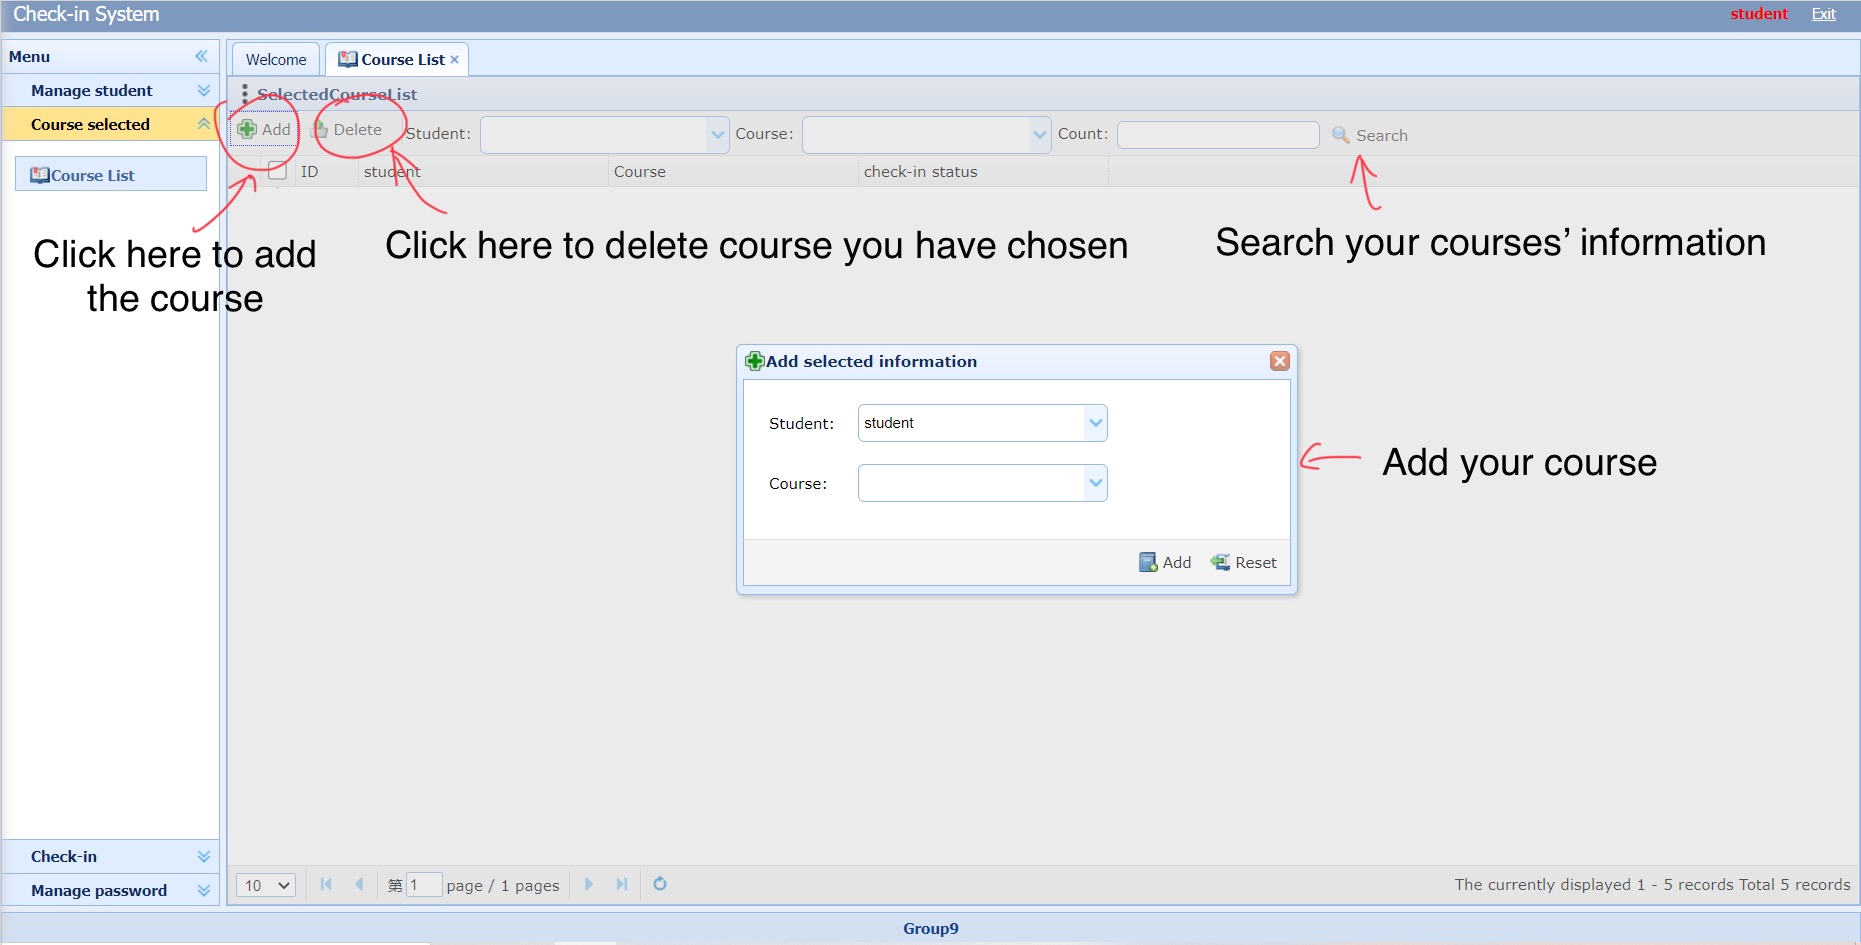 Check-in System
student Exit
Menu
Welcome
Course List
Manage student
SelectedCourseList
Course selected
Add Delete Student: Course: Count: Search
ID student Course check-in status
Course List
Click here to add
the course
Click here to delete course you have chosen
Search your courses’ information
Add selected information
Student: student
Course:
Add your course
Add Reset
Check-in
Manage password
10 第 1 page / 1 pages
The currently displayed 1 - 5 records Total 5 records
Group9